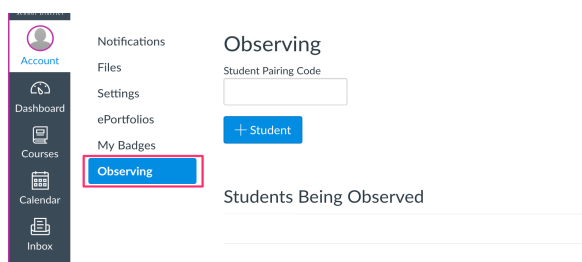 Account
Dashboard
Courses
Calendar
Inbox
Notifications
Files
Settings
ePortfolios
My Badges
Observing
Observing
Student Pairing Code
+ Student
Students Being Observed